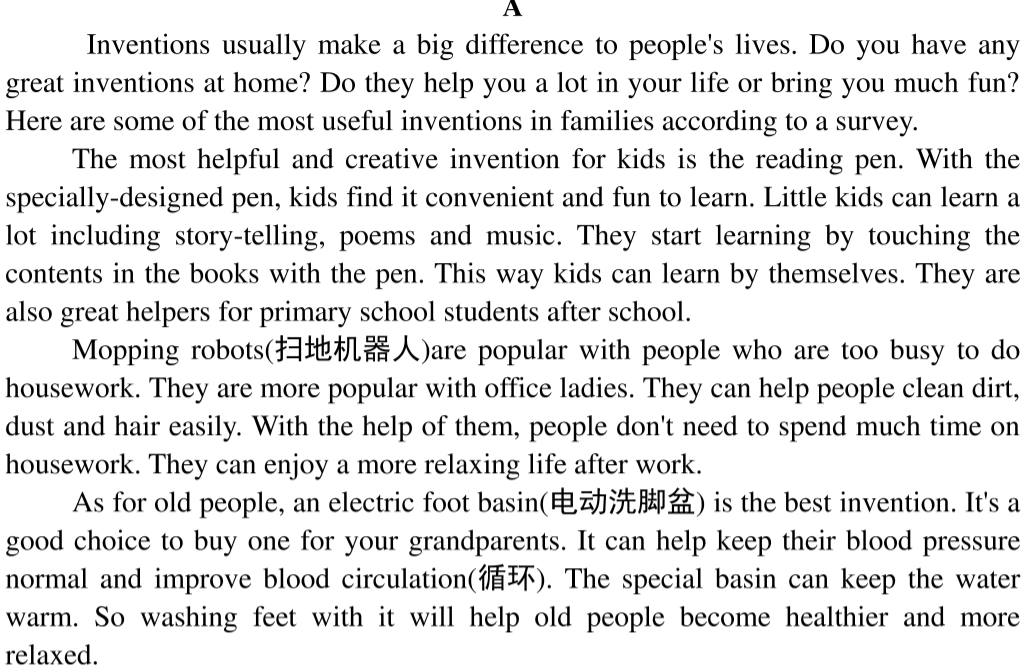 A
Inventions usually make a big difference to people's lives. Do you have any
great inventions at home? Do they help you a lot in your life or bring you much fun?
Here are some of the most useful inventions in families according to a survey.
The most helpful and creative invention for kids is the reading pen. With the
specially-designed pen, kids find it convenient and fun to learn. Little kids can learn a
lot including story-telling, poems and music. They start learning by touching the
contents in the books with the pen. This way kids can learn by themselves. They are
also great helpers for primary school students after school.
Mopping robots(扫地机器人)are popular with people who are too busy to do
housework. They are more popular with office ladies. They can help people clean dirt,
dust and hair easily. With the help of them, people don't need to spend much time on
housework. They can enjoy a more relaxing life after work.
As for old people, an electric foot basin(电动洗脚盆) is the best invention. It's a
good choice to buy one for your grandparents. It can help keep their blood pressure
normal and improve blood circulation(循环). The special basin can keep the water
warm. So washing feet with it will help old people become healthier and more
relaxed.